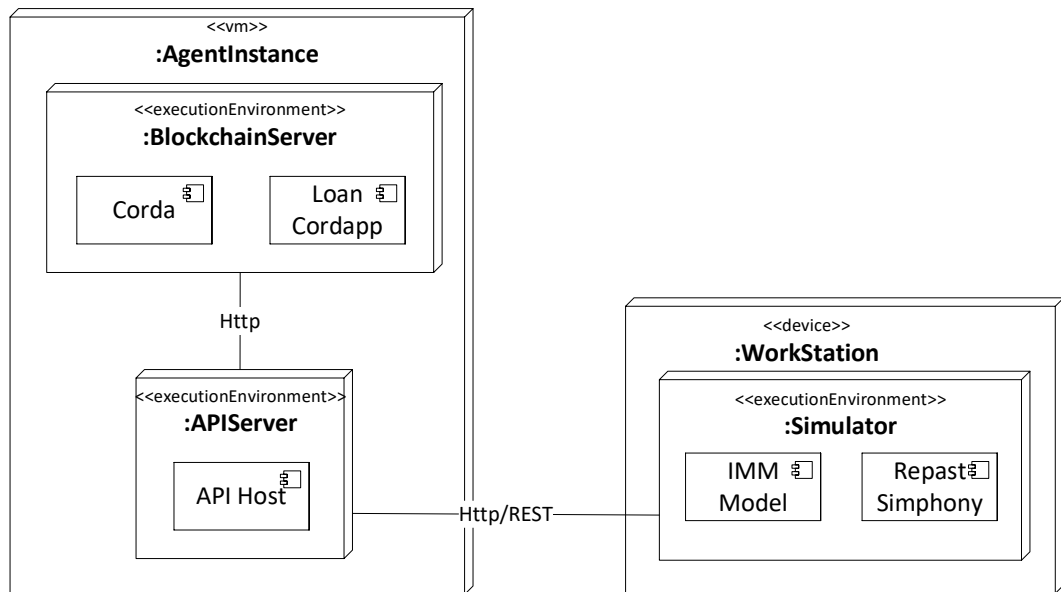 <<vm>>
:AgentInstance
<<executionEnvironment>>
:BlockchainServer
Corda
Loan
Cordapp
Http
<<executionEnvironment>>
:APIServer
API Host
Http/REST
<<device>>
:WorkStation
<<executionEnvironment>>
:Simulator
IMM
Model
Repast
Simphony